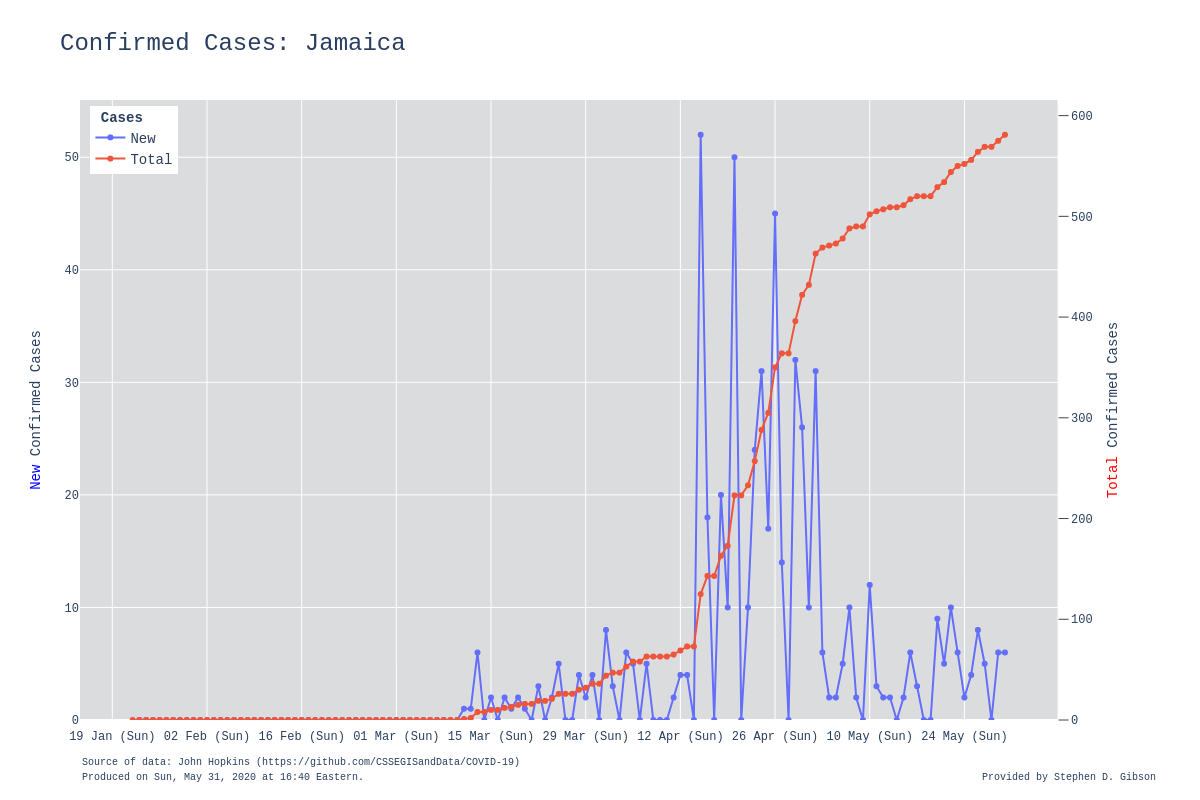 Confirmed Cases: Jamaica
Cases
New
Total
50
40
30
20
10
0
600
500
400
300
200
100
0
New Confirmed Cases
Total Confirmed Cases
19 Jan (Sun) 02 Feb (Sun) 16 Feb (Sun) 01 Mar (Sun) 15 Mar (Sun) 29 Mar (Sun) 12 Apr (Sun) 26 Apr (Sun) 10 May (Sun) 24 May (Sun)
Source of data: John Hopkins (https://github.com/CSSEGISandData/COVID-19)
Produced on Sun, May 31, 2020 at 16:40 Eastern.
Provided by Stephen D. Gibson